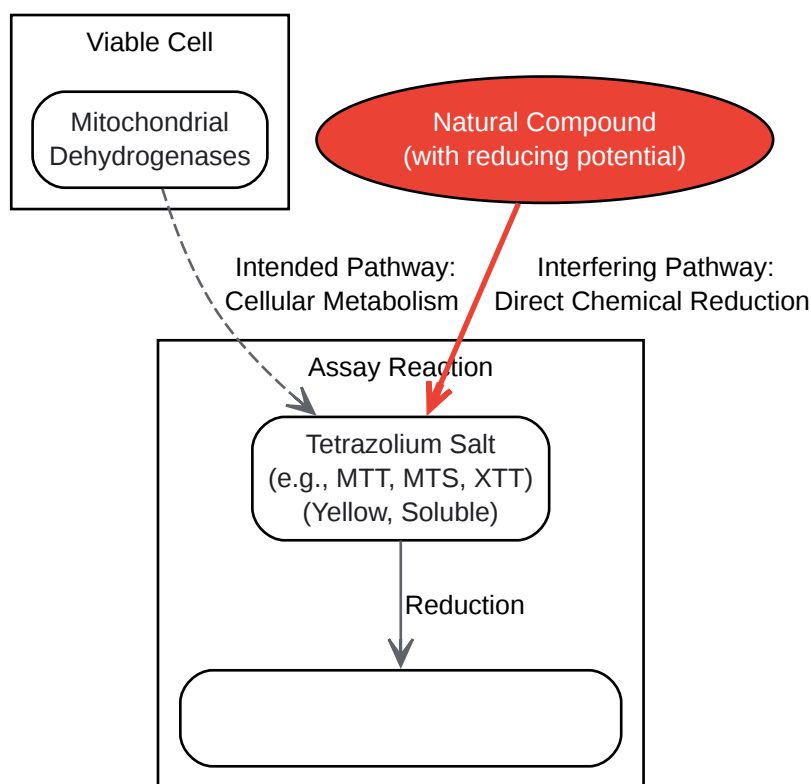 Viable Cell
Mitochondrial
Dehydrogenases
Natural Compound
(with reducing potential)
Intended Pathway:
Cellular Metabolism
Interfering Pathway:
Direct Chemical Reduction
Assay Reaction
Tetrazolium Salt
(e.g., MTT, MTS, XTT)
(Yellow, Soluble)
Reduction